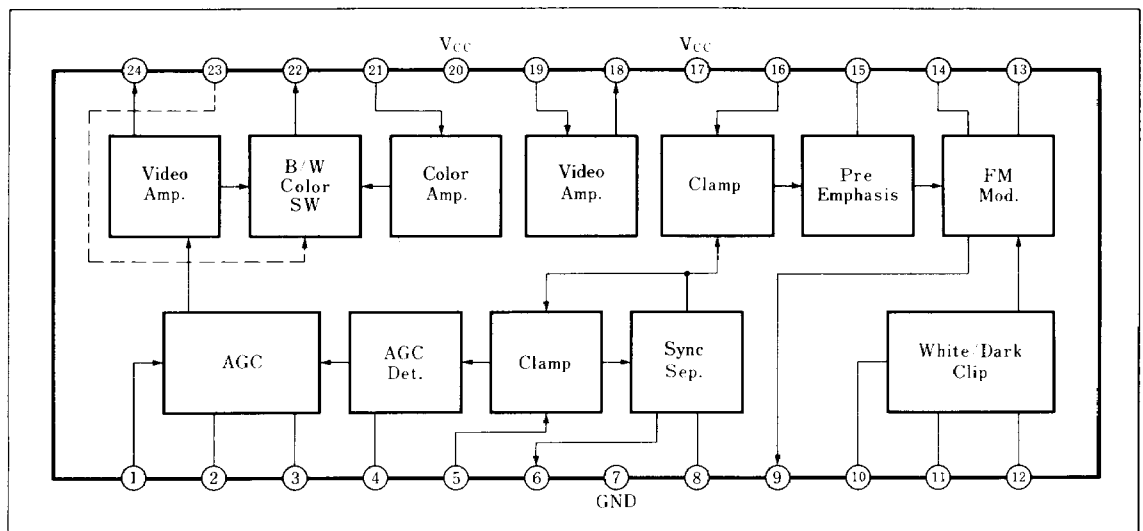 VCC VCC
24 23 22 21 20 19 18 17 16 15 14 13
Video
Amp.
B/W
Color
SW
Color
Amp.
Video
Amp.
Clamp
Pre
Emphasis
FM
Mod.
AGC
AGC
Det.
Clamp
Sync
Sep.
White/Dark
Clip
1 2 3 4 5 6 7 8 9 10 11 12
GND